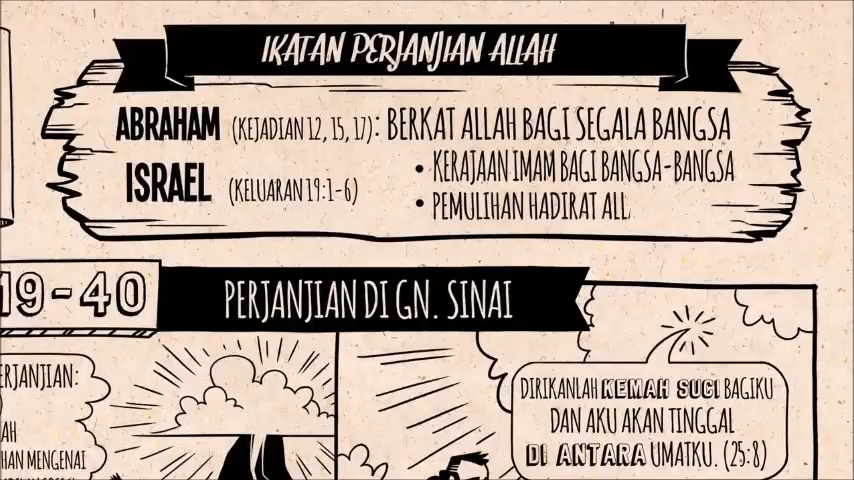 IKATAN PERJANJIAN ALLAH
ABRAHAM (KEJADIAN 12, 15, 17): BERKAT ALLAH BAGI SEGALA BANGSA
ISRAEL (KELUARAN 19:1-6)
• KERAJAAN IMAM BAGI BANGSA-BANGSA
• PEMULIHAN HADIRAT ALL
19-40
PERJANJIAN DI GN. SINAI
ERJANJIAN:
AH
HAN MENGENAI
DIRIKANLAH KEMAH SUCI BAGIKU
DAN AKU AKAN TINGGAL
DI ANTARA UMATKU. (25:8)